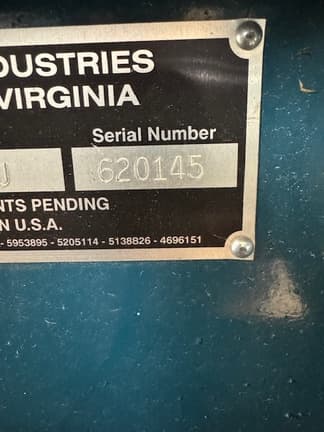 DUSTRIES
VIRGINIA
Serial Number
J 620145
NTS PENDING
N U.S.A.
- 5953895 - 5205114 - 5138826 - 4696151